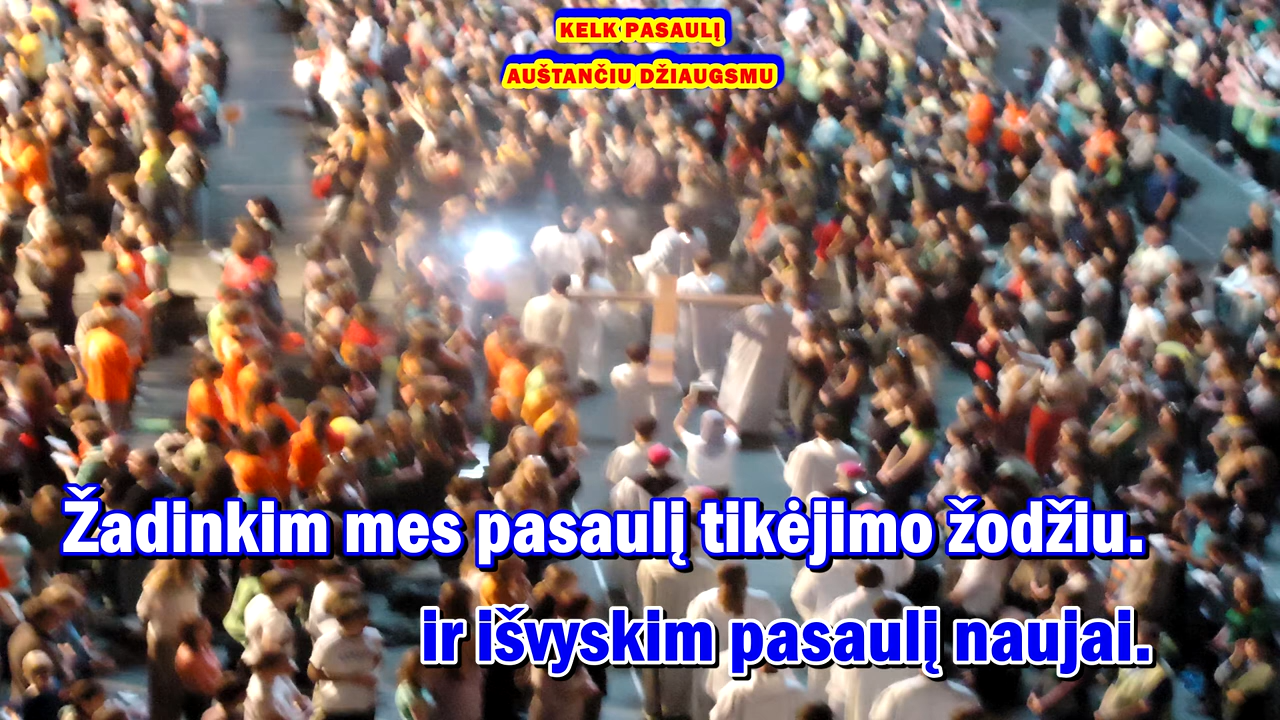 KELK PASAULĮ
AUŠTANČIU DŽIAUGSMU
Žadinkim mes pasaulį tikėjimo žodžiu.
ir išvyskim pasaulį naujai.